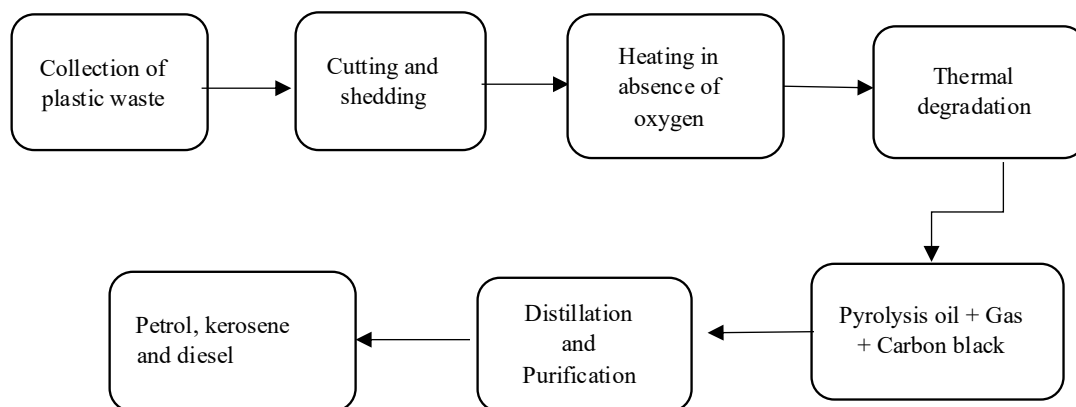 Collection of
plastic waste
Cutting and
shedding
Heating in
absence of
oxygen
Thermal
degradation
Pyrolysis oil + Gas
+ Carbon black
Distillation
and
Purification
Petrol, kerosene
and diesel